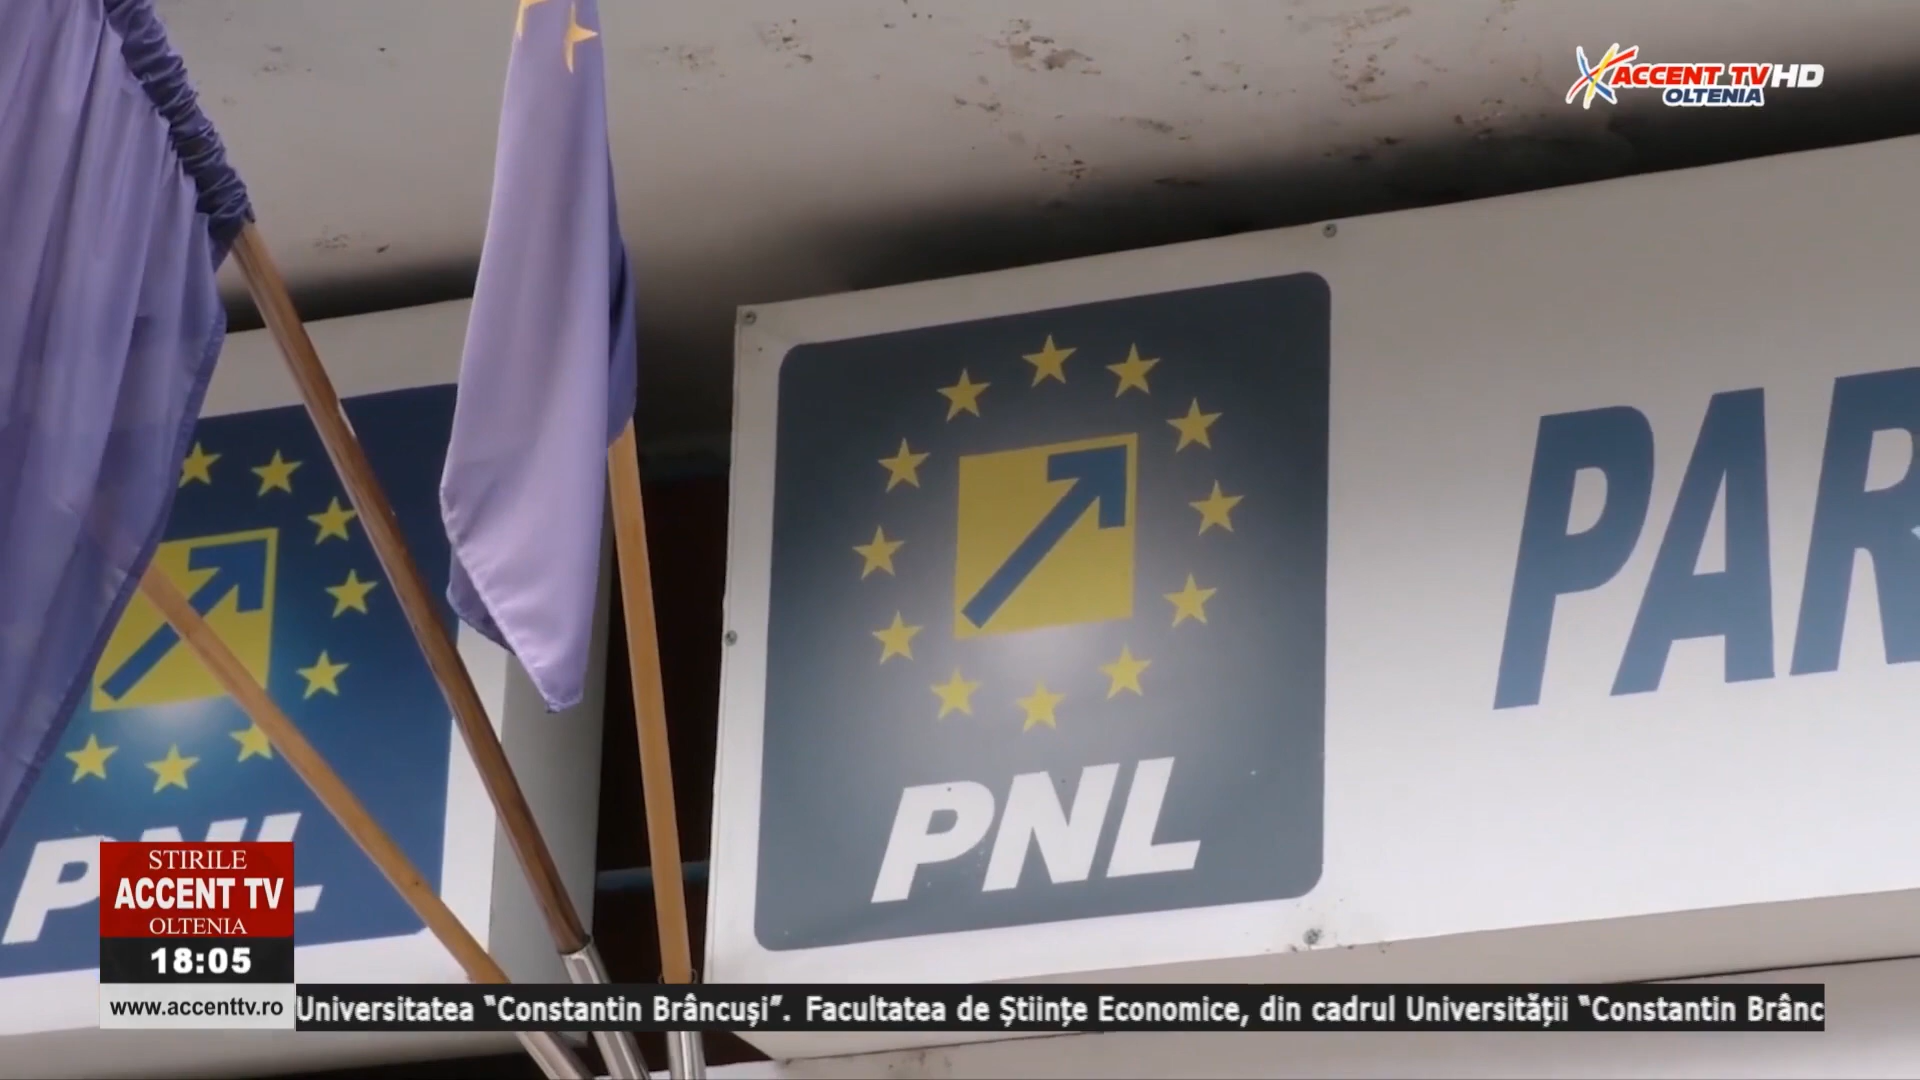 ACCENT TV HD
OLTENIA
PNL
PAR
PNL
STIRILE
ACCENT TV
OLTENIA
18:05
www.accenttv.ro
Universitatea “Constantin Brâncuși”. Facultatea de Științe Economice, din cadrul Universității “Constantin Brânc